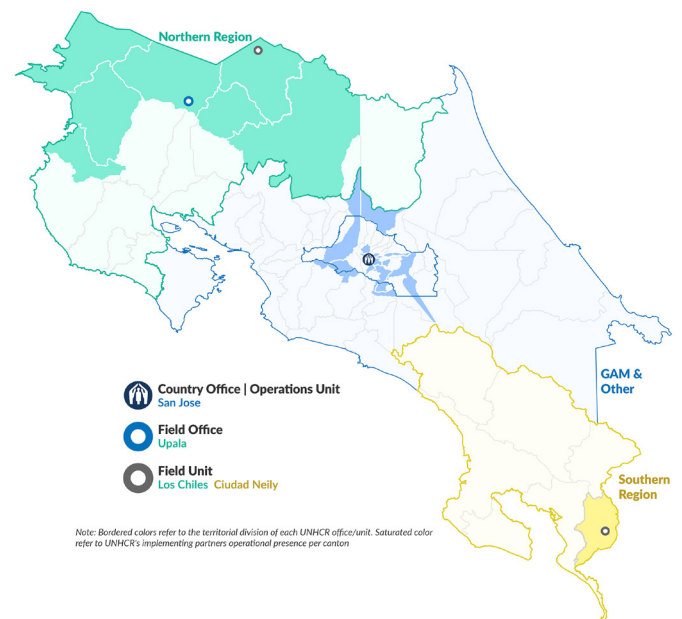 Northern Region
Country Office | Operations Unit
San Jose
Field Office
Upala
Field Unit
Los Chiles Ciudad Neily
GAM &
Other
Southern
Region
Note: Bordered colors refer to the territorial division of each UNHCR office/unit. Saturated color
refer to UNHCR's implementing partners operational presence per canton